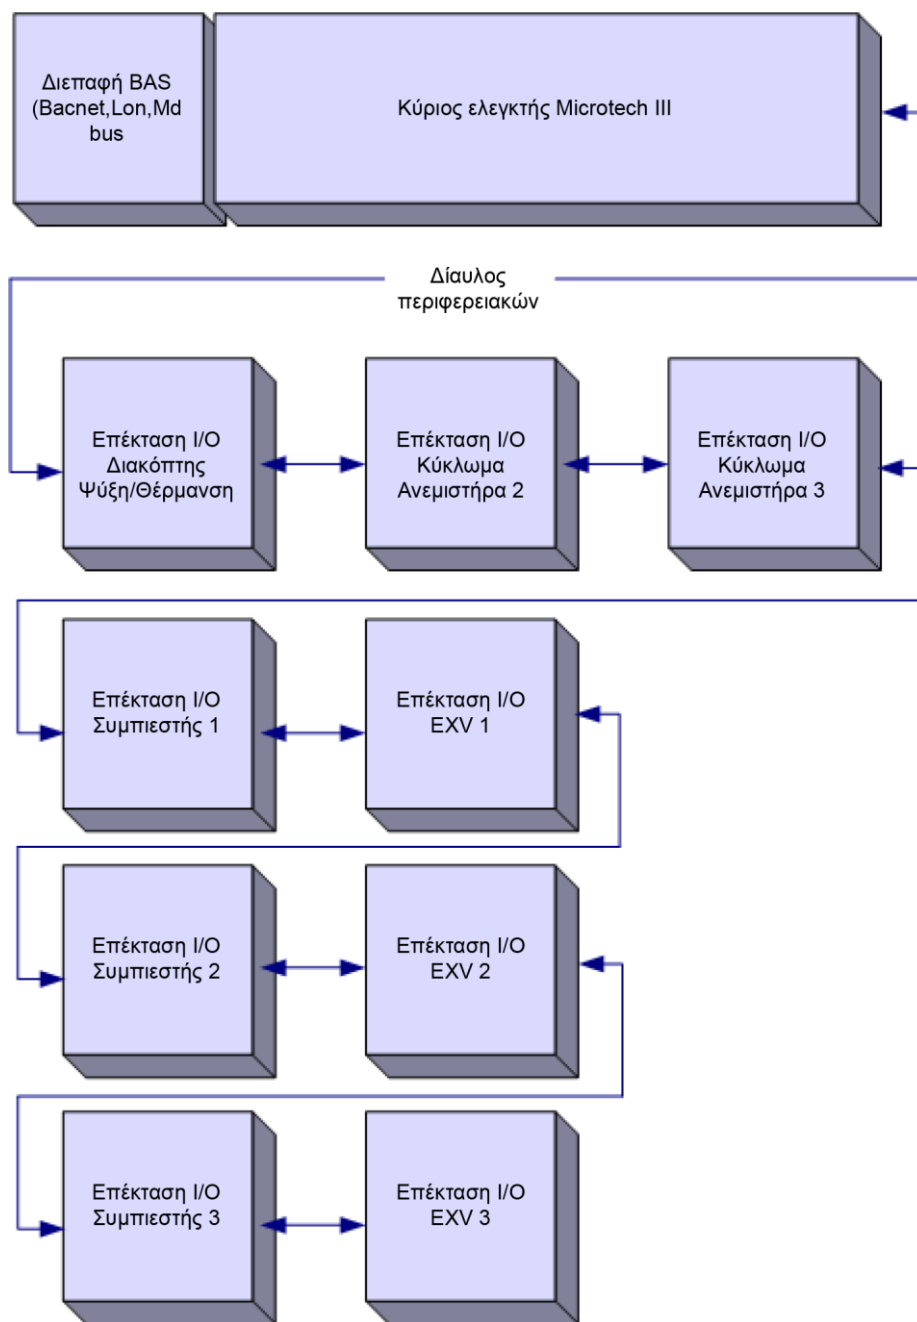 Διεπαφή BAS
(Bacnet,Lon,Md
bus
Κύριος ελεγκτής Microtech III
Δίαυλος
περιφερειακών
Επέκταση I/O
Διακόπτης
Ψύξη/Θέρμανση
Επέκταση I/O
Κύκλωμα
Ανεμιστήρα 2
Επέκταση I/O
Κύκλωμα
Ανεμιστήρα 3
Επέκταση I/O
Συμπιεστής 1
Επέκταση I/O
EXV 1
Επέκταση I/O
Συμπιεστής 2
Επέκταση I/O
EXV 2
Επέκταση I/O
Συμπιεστής 3
Επέκταση I/O
EXV 3